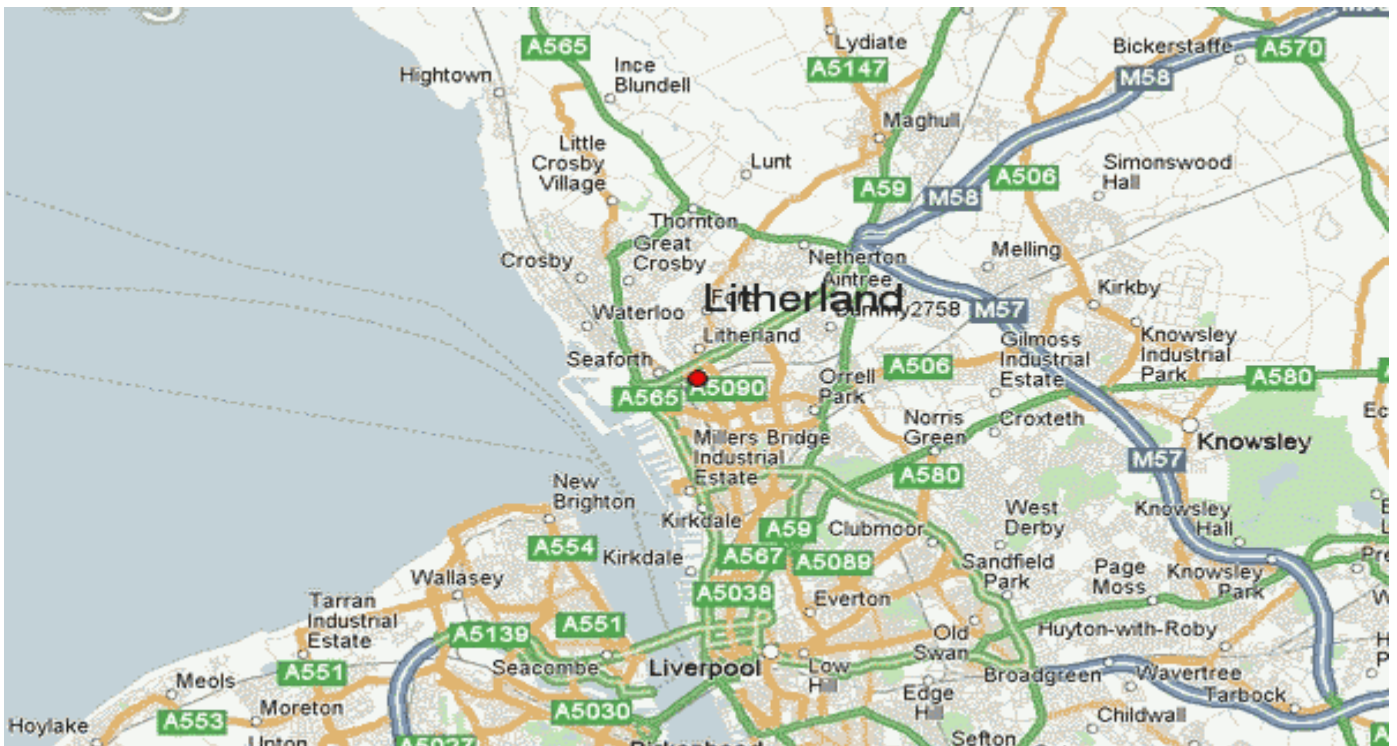 A565
Lydiate
Bickerstaffe
A570
Hightown
Ince
Blundell
A5147
M58
Maghull
Little
Crosby
Village
Lunt
A59
M58
A506
Simonswood
Hall
Thornton
Great
Crosby
Crosby
Netherton
Aintree
Melling
Litherland
Kirkby
Waterloo
Dummy2758
M57
Litherland
Seaforth
Gilmoss
Industrial
Estate
Knowsley
Industrial
Park
A5090
A565
Orrell
Park
A506
A580
Norris
Green
Croxteth
Millers Bridge
Industrial
Estate
Knowsley
M57
A580
New
Brighton
Kirkdale
A59
Clubmoor
West
Derby
Knowsley
Hall
A554
Kirkdale
A567
A5089
Sandfield
Park
Page
Moss
Knowsley
Park
Wallasey
Tarran
Industrial
Estate
A5038
Everton
A5139
A551
Old
Swan
Huyton-with-Roby
A551
Seacombe
Liverpool
Low
Hill
Broadgreen
Wavertree
Tarbock
Meols
Moreton
A553
A5030
Edge
Hill
Childwall
Hoylake
Upton
A5027
Birkenhead
Sefton